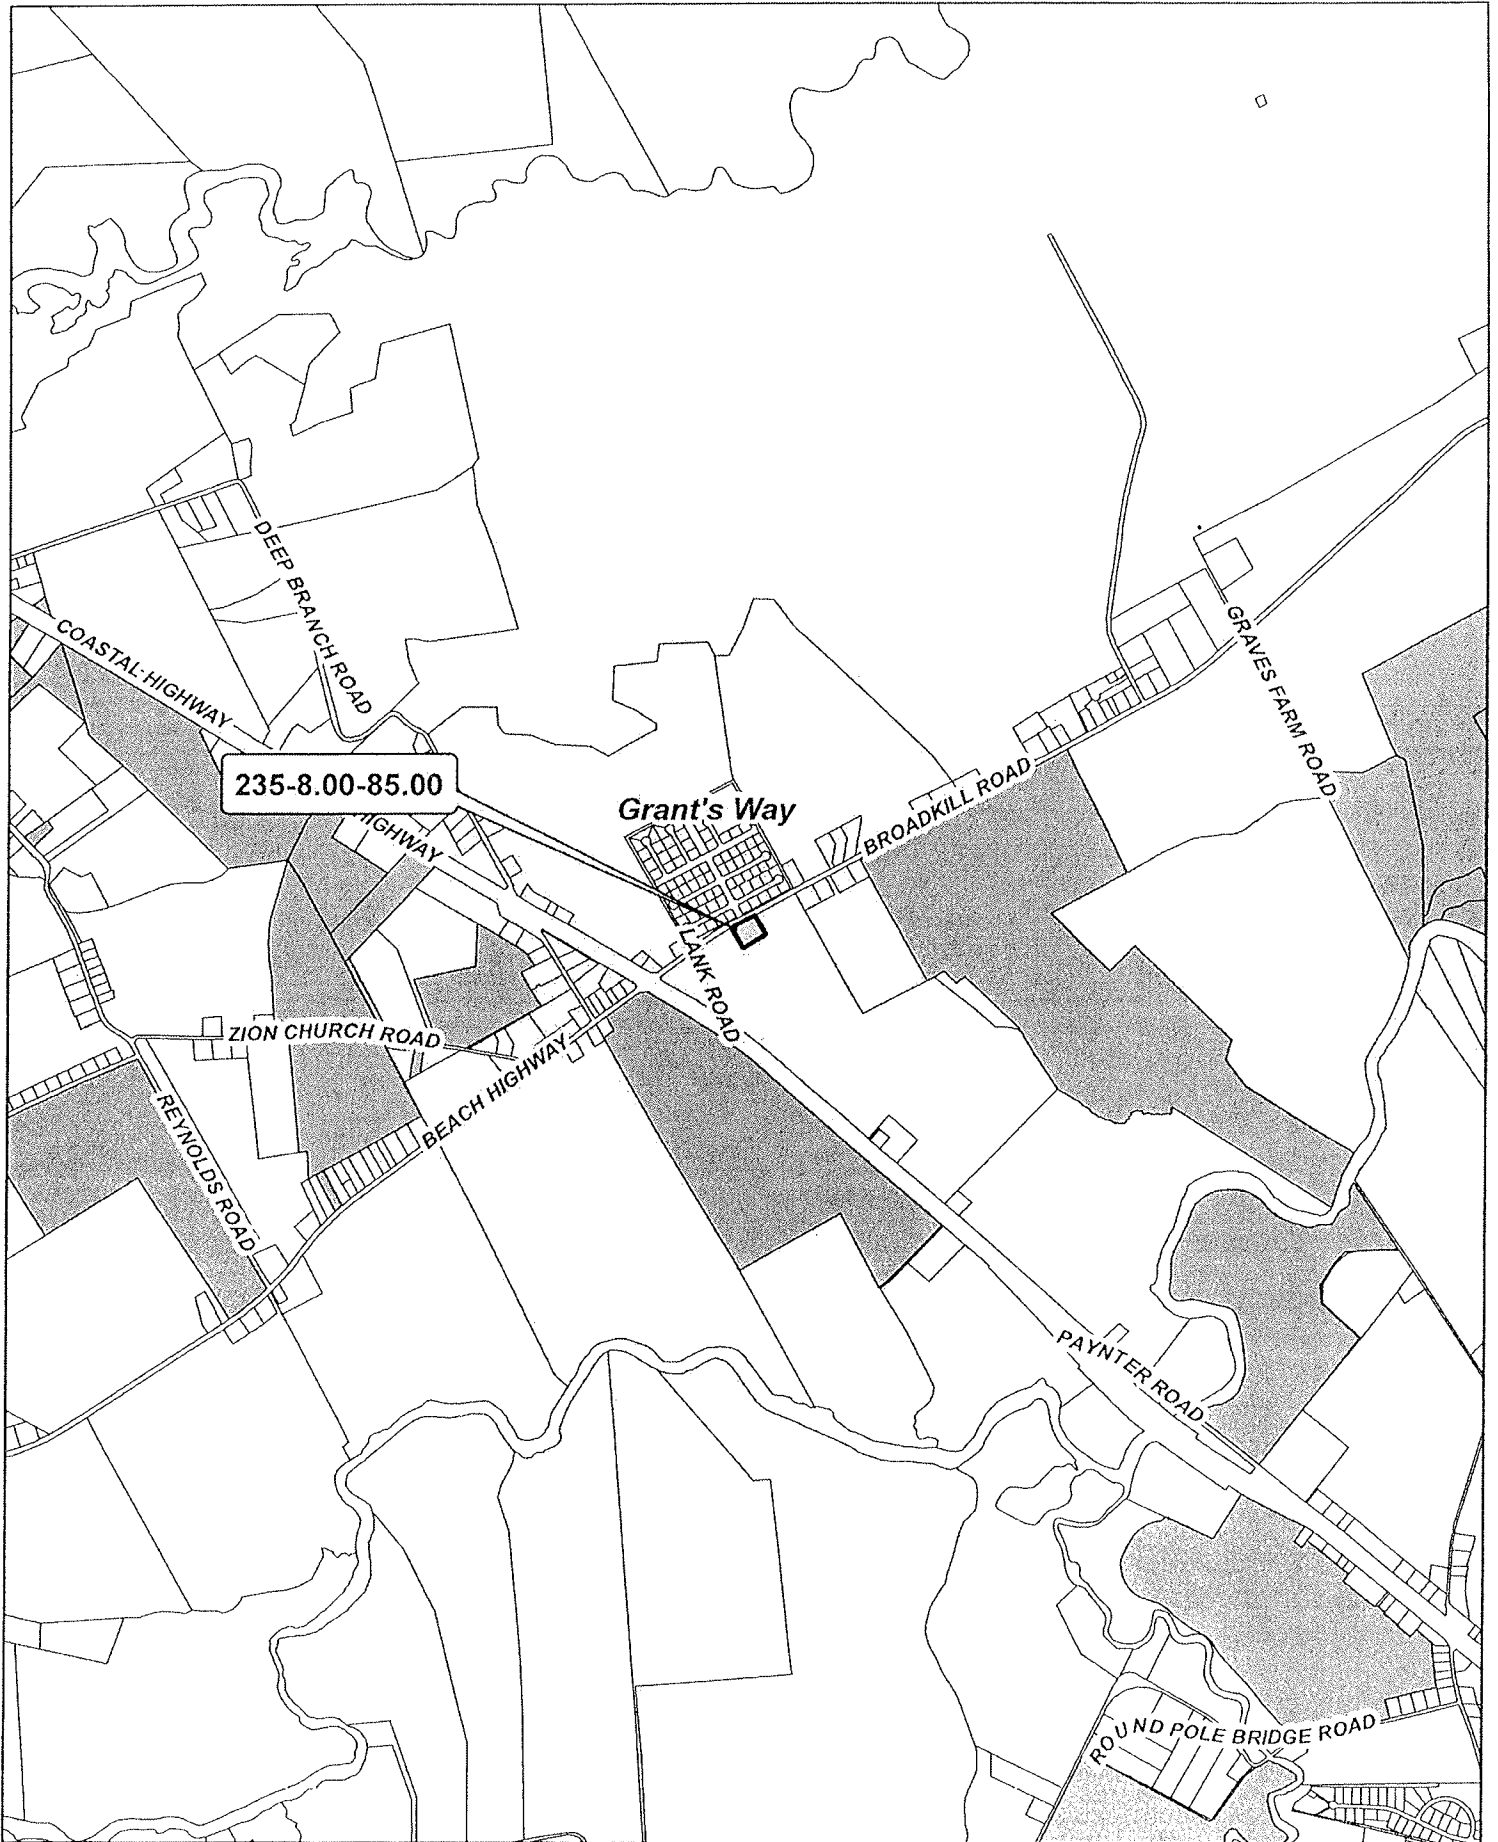 DEEP BRANCH ROAD
COASTAL HIGHWAY
GRAVES FARM ROAD
235-8.00-85.00
Grant's Way
BROADKILL ROAD
HIGHWAY
LANK ROAD
ZION CHURCH ROAD
BEACH HIGHWAY
REYNOLDS ROAD
PAYNTER ROAD
ROUND POLE BRIDGE ROAD